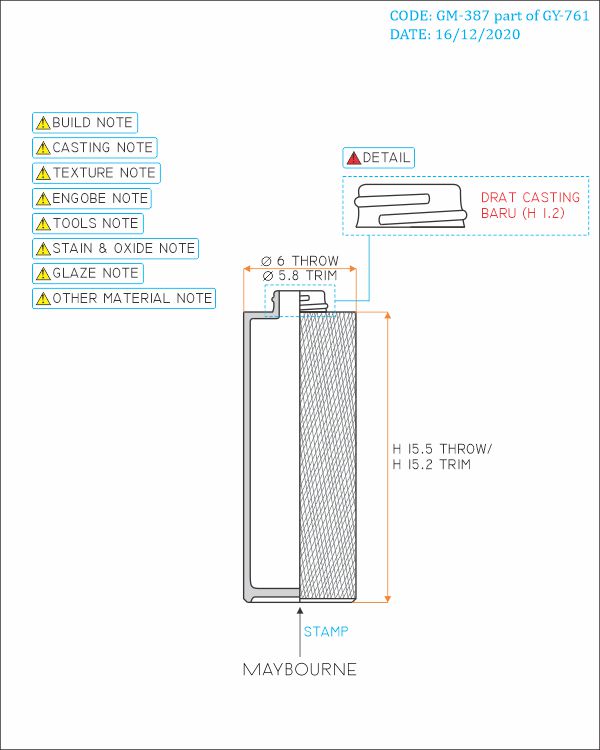 CODE: GM-387 part of GY-761
DATE: 16/12/2020
BUILD NOTE
CASTING NOTE
TEXTURE NOTE
ENGOBE NOTE
TOOLS NOTE
STAIN & OXIDE NOTE
GLAZE NOTE
OTHER MATERIAL NOTE
DETAIL
DRAT CASTING
BARU (H 1.2)
Ø 6 THROW
Ø 5.8 TRIM
H 15.5 THROW/
H 15.2 TRIM
STAMP
MAYBOURNE